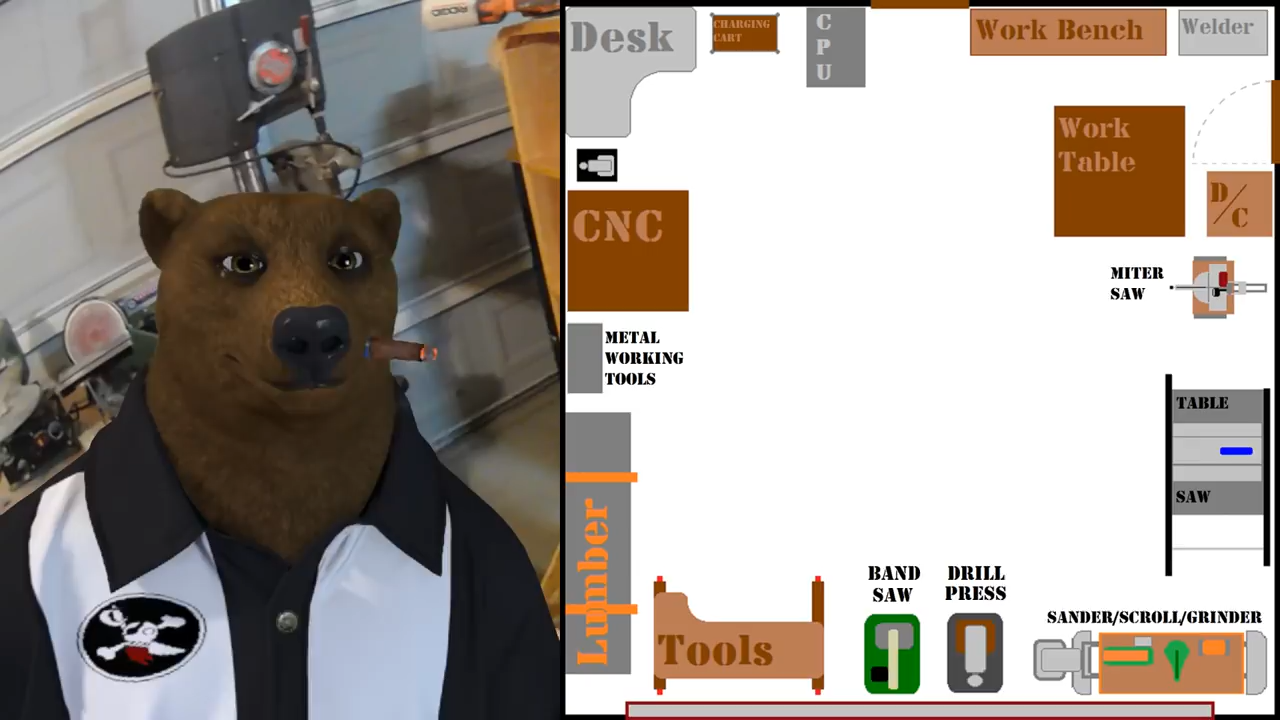 Desk
CHARGING
CART
C
P
U
Work Bench
Welder
Work
Table
D/C
CNC
MITER
SAW
METAL
WORKING
TOOLS
TABLE
SAW
Lumber
Tools
BAND
SAW
DRILL
PRESS
SANDER/SCROLL/GRINDER